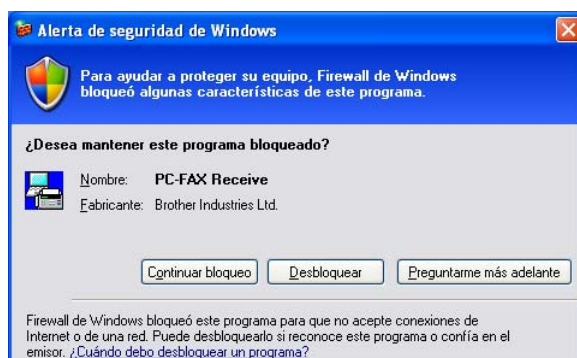 Alerta de seguridad de Windows
Para ayudar a proteger su equipo, Firewall de Windows
bloqueó algunas características de este programa.
¿Desea mantener este programa bloqueado?
Nombre: PC-FAX Receive
Fabricante: Brother Industries Ltd.
Continuar bloqueo Desbloquear Preguntarme más adelante
Firewall de Windows bloqueó este programa para que no acepte conexiones de
Internet o de una red. Puede desbloquearlo si reconoce este programa o confía en el
emisor. ¿Cuándo debo desbloquear un programa?